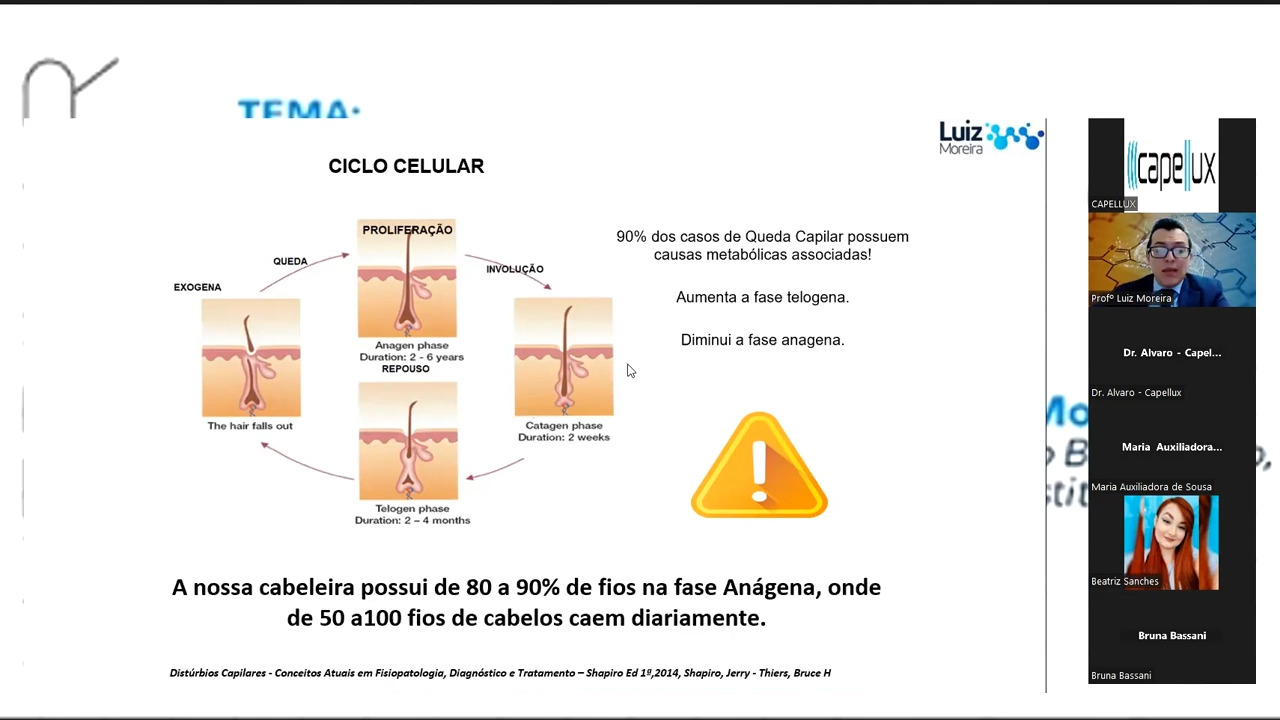 TEMA:
Luiz
Moreira
CICLO CELULAR
PROLIFERAÇÃO
QUEDA
INVOLUÇÃO
EXOGENA
Anagen phase
Duration: 2 - 6 years
REPOUSO
The hair falls out
Catagen phase
Duration: 2 weeks
Telogen phase
Duration: 2 – 4 months
90% dos casos de Queda Capilar possuem
causas metabólicas associadas!
Aumenta a fase telogena.
Diminui a fase anagena.
A nossa cabeleira possui de 80 a 90% de fios na fase Anágena, onde
de 50 a100 fios de cabelos caem diariamente.
Distúrbios Capilares - Conceitos Atuais em Fisiopatologia, Diagnóstico e Tratamento – Shapiro Ed 1ª,2014, Shapiro, Jerry - Thiers, Bruce H
capellux
CAPELLUX
Profº Luiz Moreira
Dr. Alvaro - Capel...
Dr. Alvaro - Capellux
Maria Auxiliadora...
Maria Auxiliadora de Sousa
Beatriz Sanches
Bruna Bassani
Bruna Bassani